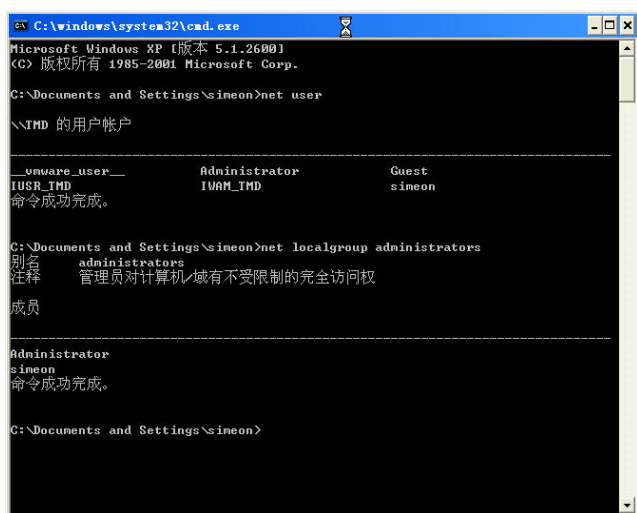 C:\windows\system32\cmd.exe
Microsoft Windows XP [版本 5.1.2600]
(C) 版权所有 1985-2001 Microsoft Corp.
C:\Documents and Settings\simeon>net user
\\TMD 的用户帐户
-------------------------------------------------------------------------------
__vmware_user__ Administrator Guest
IUSR_TMD IWAM_TMD simeon
命令成功完成。
C:\Documents and Settings\simeon>net localgroup administrators
别名 administrators
注释 管理员对计算机/域有不受限制的完全访问权
成员
-------------------------------------------------------------------------------
Administrator
simeon
命令成功完成。
C:\Documents and Settings\simeon>